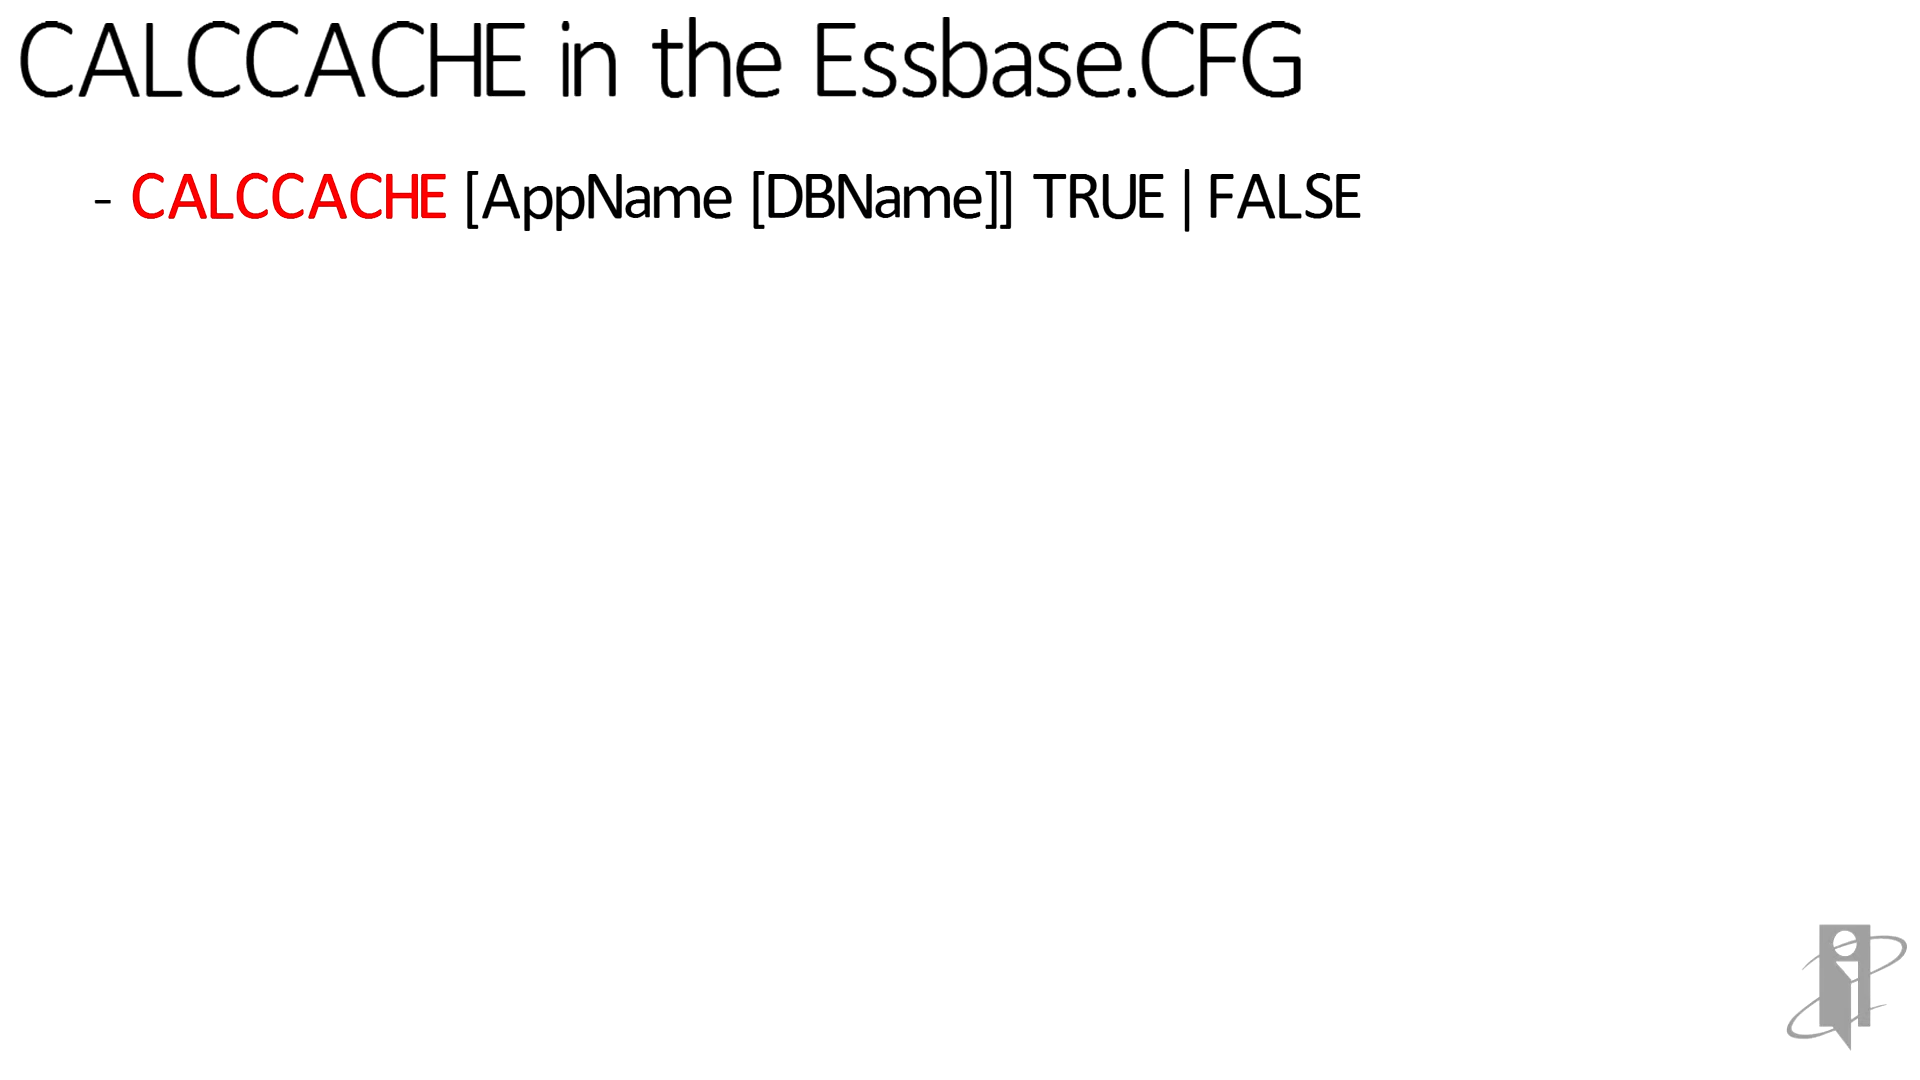 CALCCACHE in the Essbase.CFG
- CALCCACHE [AppName [DBName]] TRUE | FALSE